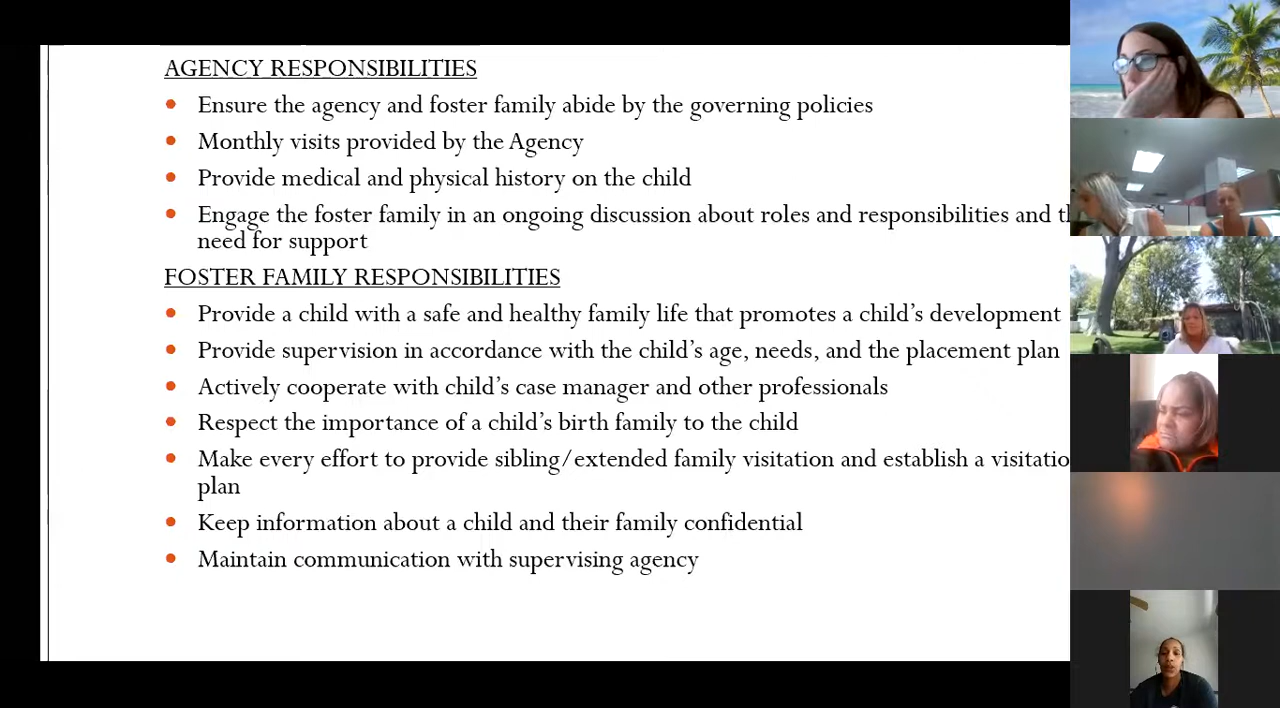 AGENCY RESPONSIBILITIES
Ensure the agency and foster family abide by the governing policies
Monthly visits provided by the Agency
Provide medical and physical history on the child
Engage the foster family in an ongoing discussion about roles and responsibilities and
need for support
FOSTER FAMILY RESPONSIBILITIES
Provide a child with a safe and healthy family life that promotes a child’s development
Provide supervision in accordance with the child’s age, needs, and the placement plan
Actively cooperate with child’s case manager and other professionals
Respect the importance of a child’s birth family to the child
Make every effort to provide sibling/extended family visitation and establish a
plan
Keep information about a child and their family confidential
Maintain communication with supervising agency